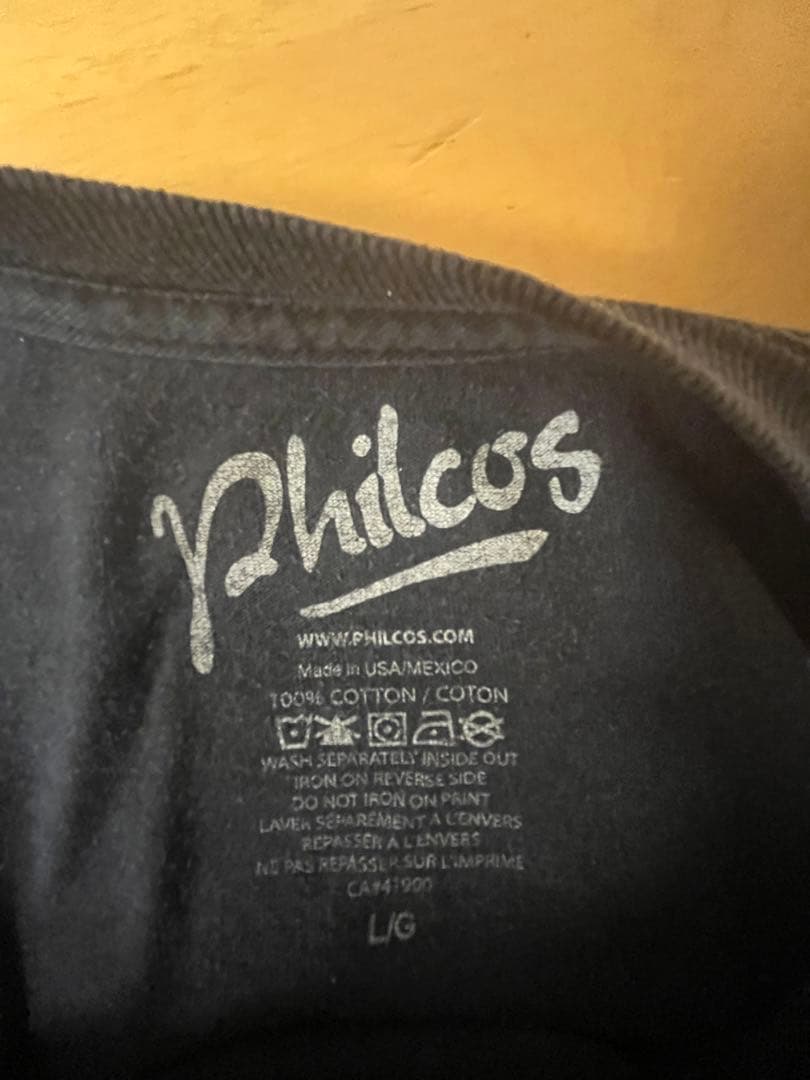 Philcos
WWW.PHILCOS.COM
Made in USA/MEXICO
100% COTTON / COTON
WASH SEPARATELY INSIDE OUT
IRON ON REVERSE SIDE
DO NOT IRON ON PRINT
LAVER SÉPARÉMENT A L'ENVERS
REPASSER A L'ENVERS
NE PAS REPASSER SUR L'IMPRIME
CA#41900
L/G